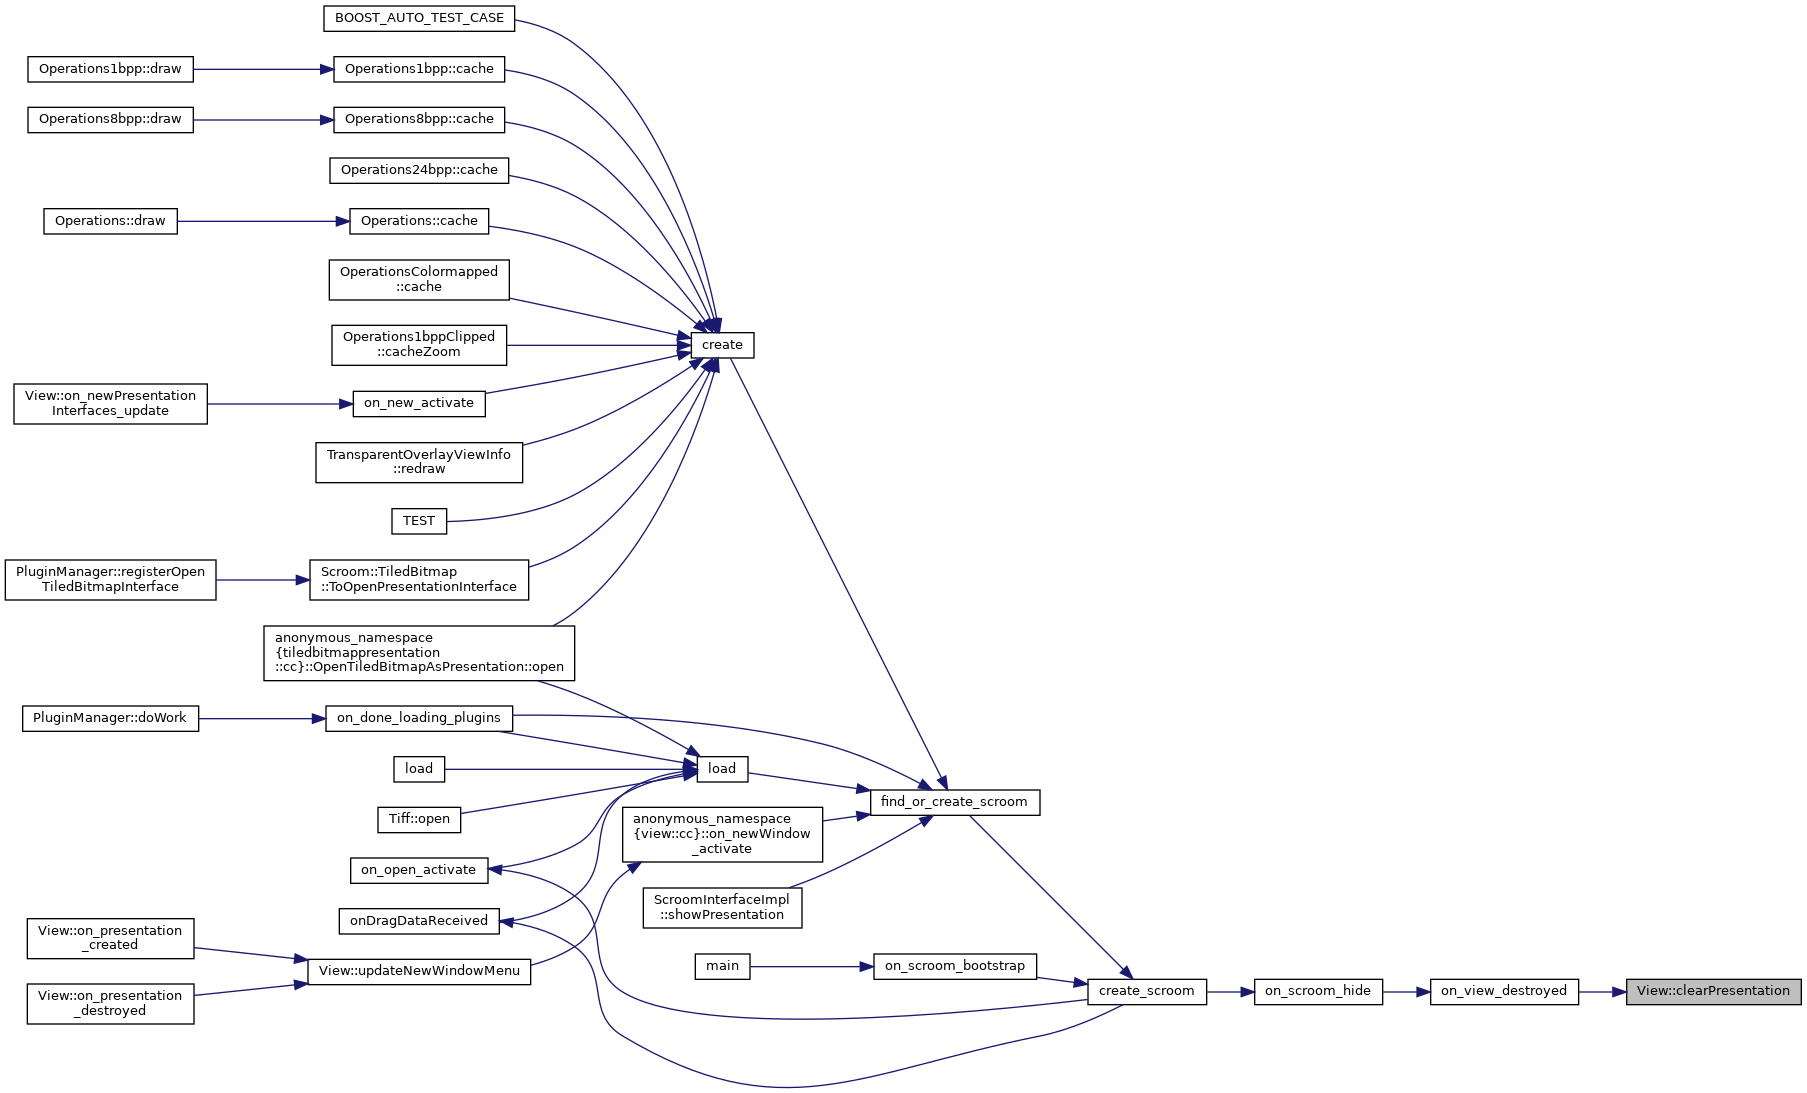 BOOST_AUTO_TEST_CASE
Operations1bpp::draw
Operations1bpp::cache
Operations8bpp::draw
Operations8bpp::cache
Operations24bpp::cache
Operations::draw
Operations::cache
OperationsColormapped
::cache
Operations1bppClipped
::cacheZoom
create
View::on_newPresentation
Interfaces_update
on_new_activate
TransparentOverlayViewInfo
::redraw
TEST
PluginManager::registerOpen
TiledBitmapInterface
Scroom::TiledBitmap
::ToOpenPresentationInterface
anonymous_namespace
{tiledbitmappresentation
::cc}::OpenTiledBitmapAsPresentation::open
PluginManager::doWork
on_done_loading_plugins
load
load
Tiff::open
find_or_create_scroom
anonymous_namespace
{view::cc}::on_newWindow
_activate
on_open_activate
ScroomInterfaceImpl
::showPresentation
onDragDataReceived
View::on_presentation
_created
View::updateNewWindowMenu
View::on_presentation
_destroyed
main
on_scroom_bootstrap
create_scroom
on_scroom_hide
on_view_destroyed
View::clearPresentation